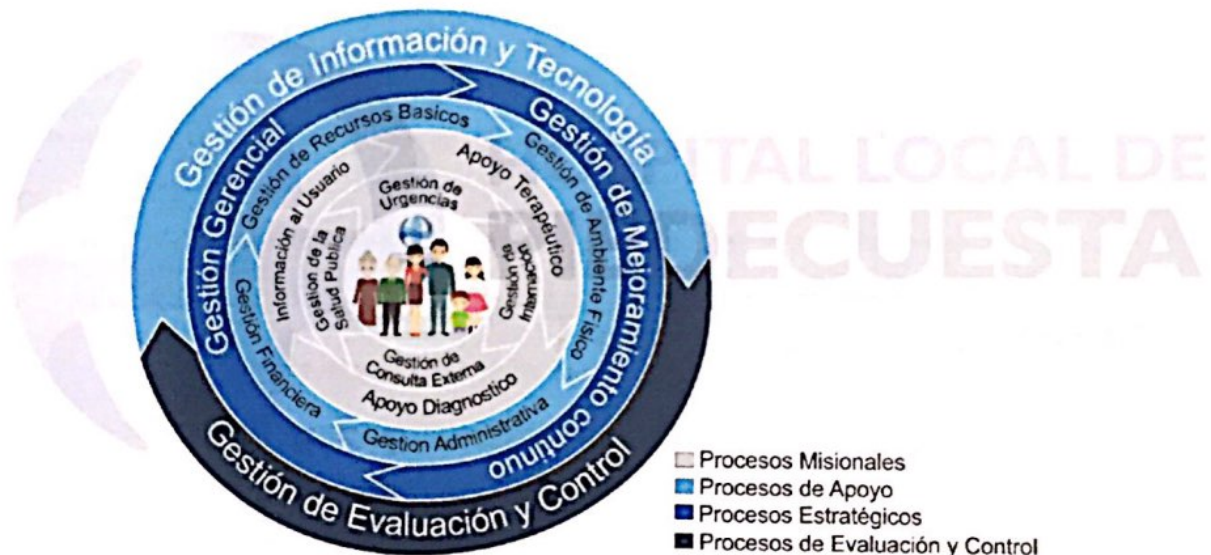 Gestión de Información y Tecnología
Gestión Gerencial
Gestión de Mejoramiento continuo
Gestión de Recursos Basicos
Gestión de Ambiente Fisico
Gestion Administrativa
Gestión Financiera
Información al Usuario
Apoyo Terapéutico
Apoyo Diagnostico
Gestión de
Urgencias
Gestión de la
Salud Publica
Gestión de
Internación
Gestión de
Consulta Externa
Gestión de Evaluación y Control
ITAL LOCAL DE
DECUESTA
Procesos Misionales
Procesos de Apoyo
Procesos Estratégicos
Procesos de Evaluación y Control